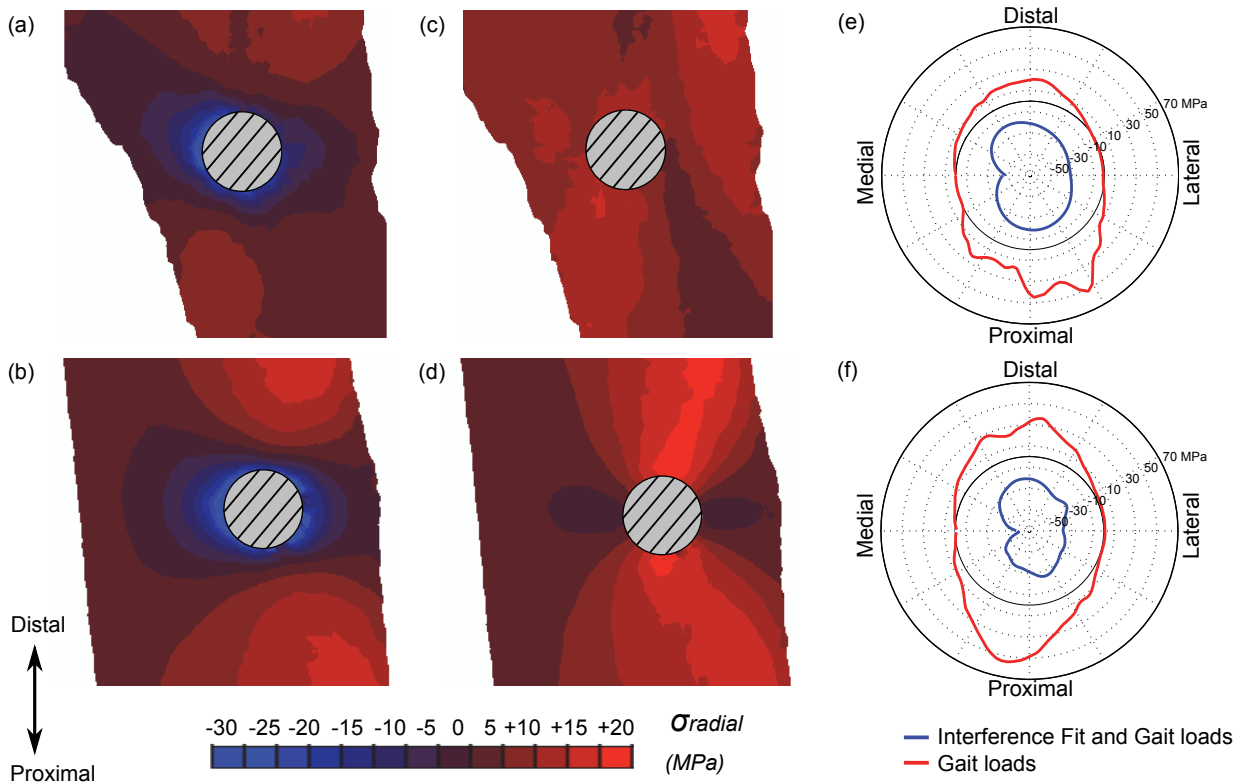 (a)
(c)
(e)
Distal
Medial
Lateral
-50
-30
-10
10
30
50
70 MPa
Proximal
(b)
(d)
(f)
Distal
Medial
Lateral
-50
-30
-10
10
30
50
70 MPa
Proximal
Distal
Proximal
-30 -25 -20 -15 -10 -5 0 5 +10 +15 +20
σradial
(MPa)
Interference Fit and Gait loads
Gait loads